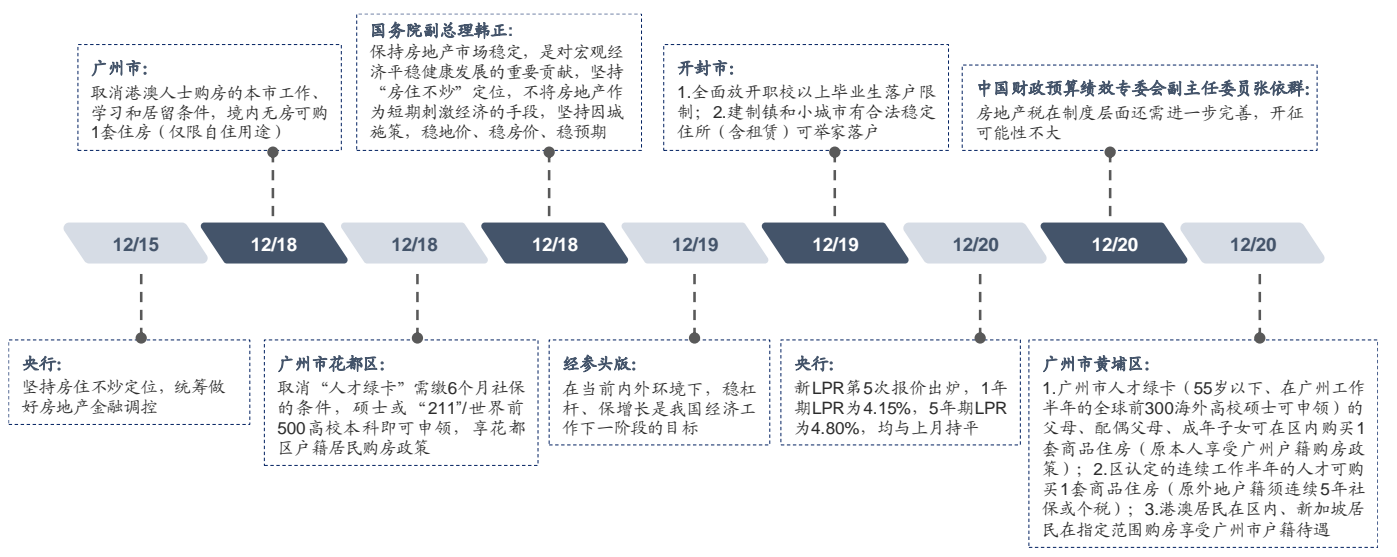 广州市：
取消港澳人士购房的本市工作、
学习和居留条件，境内无房可购
1套住房（仅限自住用途）
国务院副总理韩正：
保持房地产市场稳定，是对宏观经
济平稳健康发展的重要贡献，坚持
“房住不炒”定位，不将房地产作
为短期刺激经济的手段，坚持因城
施策，稳地价、稳房价、稳预期
开封市：
1.全面放开职校以上毕业生落户限
制；2.建制镇和小城市有合法稳定
住所（含租赁）可举家落户
中国财政预算绩效专委会副主任委员张依群：
房地产税在制度层面还需进一步完善，开征
可能性不大
12/15
12/18
12/18
12/18
12/19
12/19
12/20
12/20
12/20
央行：
坚持房住不炒定位，统筹做
好房地产金融调控
广州市花都区：
取消“人才绿卡”需缴6个月社保
的条件，硕士或“211”/世界前
500高校本科即可申领，享花都
区户籍居民购房政策
经参头版：
在当前内外环境下，稳杠
杆、保增长是我国经济工
作下一阶段的目标
央行：
新LPR第5次报价出炉，1年
期LPR为4.15%，5年期LPR
为4.80%，均与上月持平
广州市黄埔区：
1.广州市人才绿卡（55岁以下、在广州工作
半年的全球前300海外高校硕士可申领）的
父母、配偶父母、成年子女可在区内购买1
套商品住房（原本人享受广州户籍购房政
策）；2.区认定的连续工作半年的人才可购
买1套商品住房（原外地户籍须连续5年社
保或个税）；3.港澳居民在区内、新加坡居
民在指定范围购房享受广州市户籍待遇